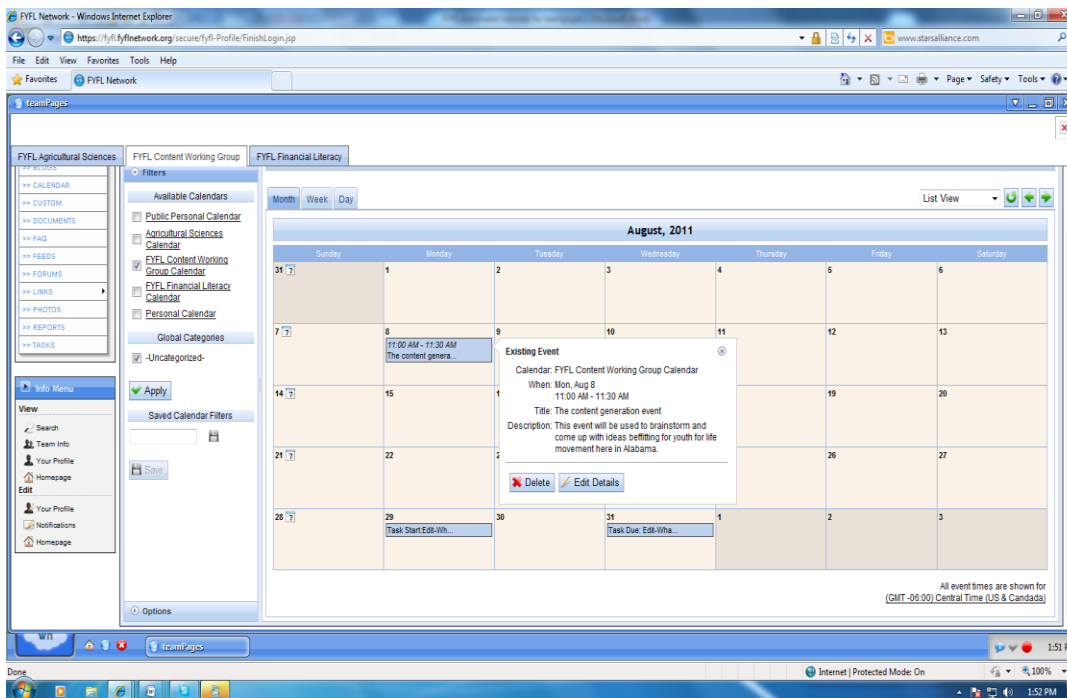 FYFL Network - Windows Internet Explorer
https://fyfl.fyflnetwork.org/secure/fyfl-Profile/FinishLogin.jsp
www.starsalliance.com
File Edit View Favorites Tools Help
Favorites FYFL Network
Page Safety Tools
teamPages
FYFL Agricultural Sciences FYFL Content Working Group FYFL Financial Literacy
>> BLOGS
>> CALENDAR
>> CUSTOM
>> DOCUMENTS
>> FAQ
>> FEEDS
>> FORUMS
>> LINKS
>> PHOTOS
>> REPORTS
>> TASKS
Info Menu
View
Search
Team Info
Your Profile
Homepage
Edit
Your Profile
Notifications
Homepage
Filters
Available Calendars
Public Personal Calendar
Agricultural Sciences
Calendar
FYFL Content Working
Group Calendar
FYFL Financial Literacy
Calendar
Personal Calendar
Global Categories
-Uncategorized-
Apply
Saved Calendar Filters
Save
Options
Month Week Day
List View
August, 2011
Sunday Monday Tuesday Wednesday Thursday Friday Saturday
31 ? 1 2 3 4 5 6
7 ? 8 9 10 11 12 13
11:00 AM - 11:30 AM
The content genera...
Existing Event
Calendar: FYFL Content Working Group Calendar
When: Mon, Aug 8
11:00 AM - 11:30 AM
Title: The content generation event
Description: This event will be used to brainstorm and
come up with ideas beffitting for youth for life
movement here in Alabama.
Delete Edit Details
14 ? 15 1 19 20
21 ? 22 2 26 27
28 ? 29 30 31 1 2 3
Task Start:Edit-Wh... Task Due: Edit-Wha...
All event times are shown for
(GMT -06:00) Central Time (US & Candada)
teamPages
1:51
Done
Internet | Protected Mode: On
100%
1:52 PM